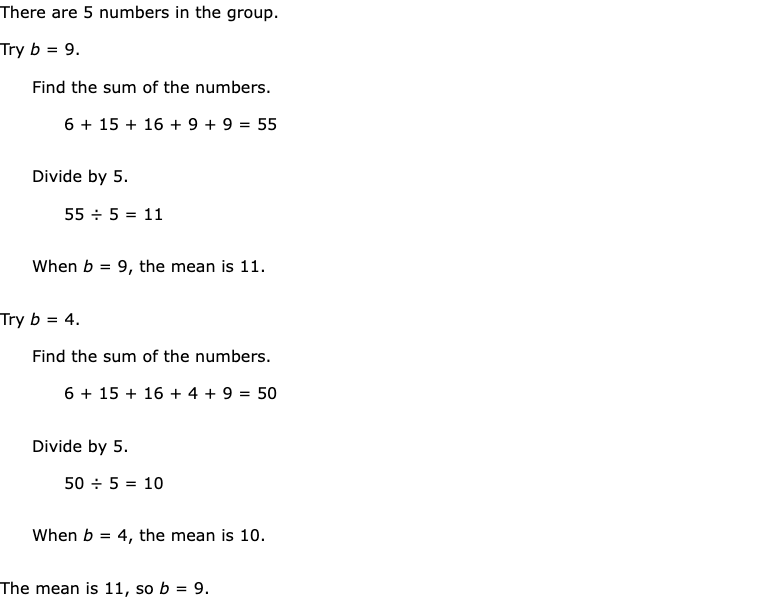 There are 5 numbers in the group.
Try b = 9.
Find the sum of the numbers.
6 + 15 + 16 + 9 + 9 = 55
Divide by 5.
55 ÷ 5 = 11
When b = 9, the mean is 11.
Try b = 4.
Find the sum of the numbers.
6 + 15 + 16 + 4 + 9 = 50
Divide by 5.
50 ÷ 5 = 10
When b = 4, the mean is 10.
The mean is 11, so b = 9.